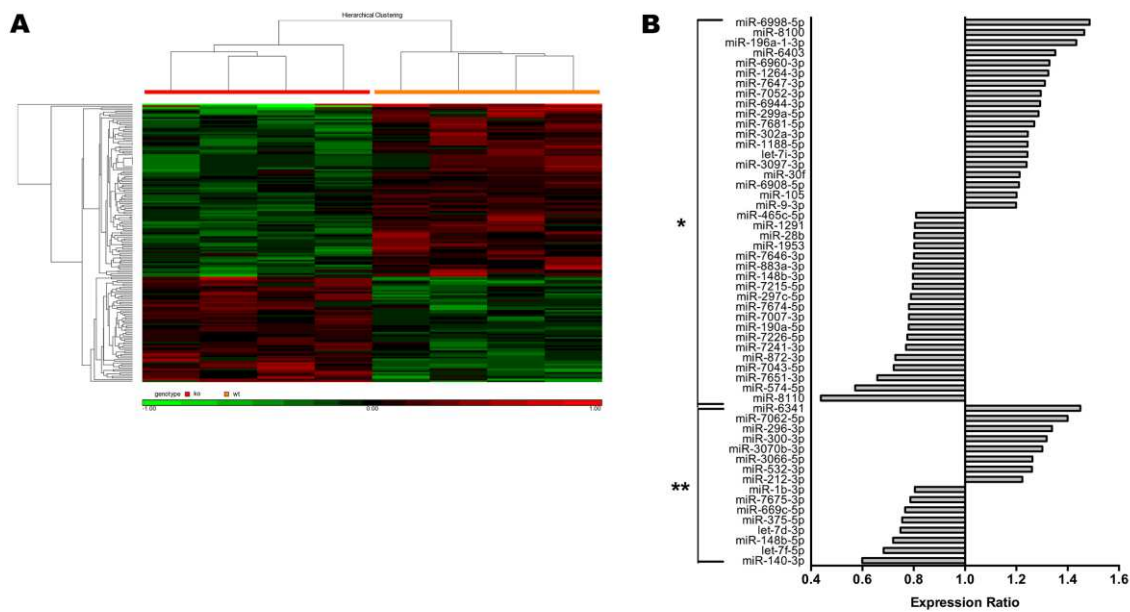 A
Hierarchical Clustering
genotype ko wt
-1.00 0.00 1.00
B
miR-6998-5p
miR-8100
miR-196a-1-3p
miR-6403
miR-6960-3p
miR-1264-3p
miR-7647-3p
miR-7052-3p
miR-6944-3p
miR-299a-5p
miR-7681-5p
miR-302a-3p
miR-1188-5p
let-7i-3p
miR-3097-3p
miR-30f
miR-6908-5p
miR-105
miR-9-3p
miR-465c-5p
*
miR-1291
miR-28b
miR-1953
miR-7646-3p
miR-883a-3p
miR-148b-3p
miR-7215-5p
miR-297c-5p
miR-7674-5p
miR-7007-3p
miR-190a-5p
miR-7226-5p
miR-7241-3p
miR-872-3p
miR-7043-5p
miR-7651-3p
miR-574-5p
miR-8110
miR-6341
miR-7062-5p
miR-296-3p
miR-300-3p
miR-3070b-3p
miR-3066-5p
miR-532-3p
miR-212-3p
**
miR-1b-3p
miR-7675-3p
miR-669c-5p
miR-375-5p
let-7d-3p
miR-148b-5p
let-7f-5p
miR-140-3p
0.4 0.6 0.8 1.0 1.2 1.4 1.6
Expression Ratio